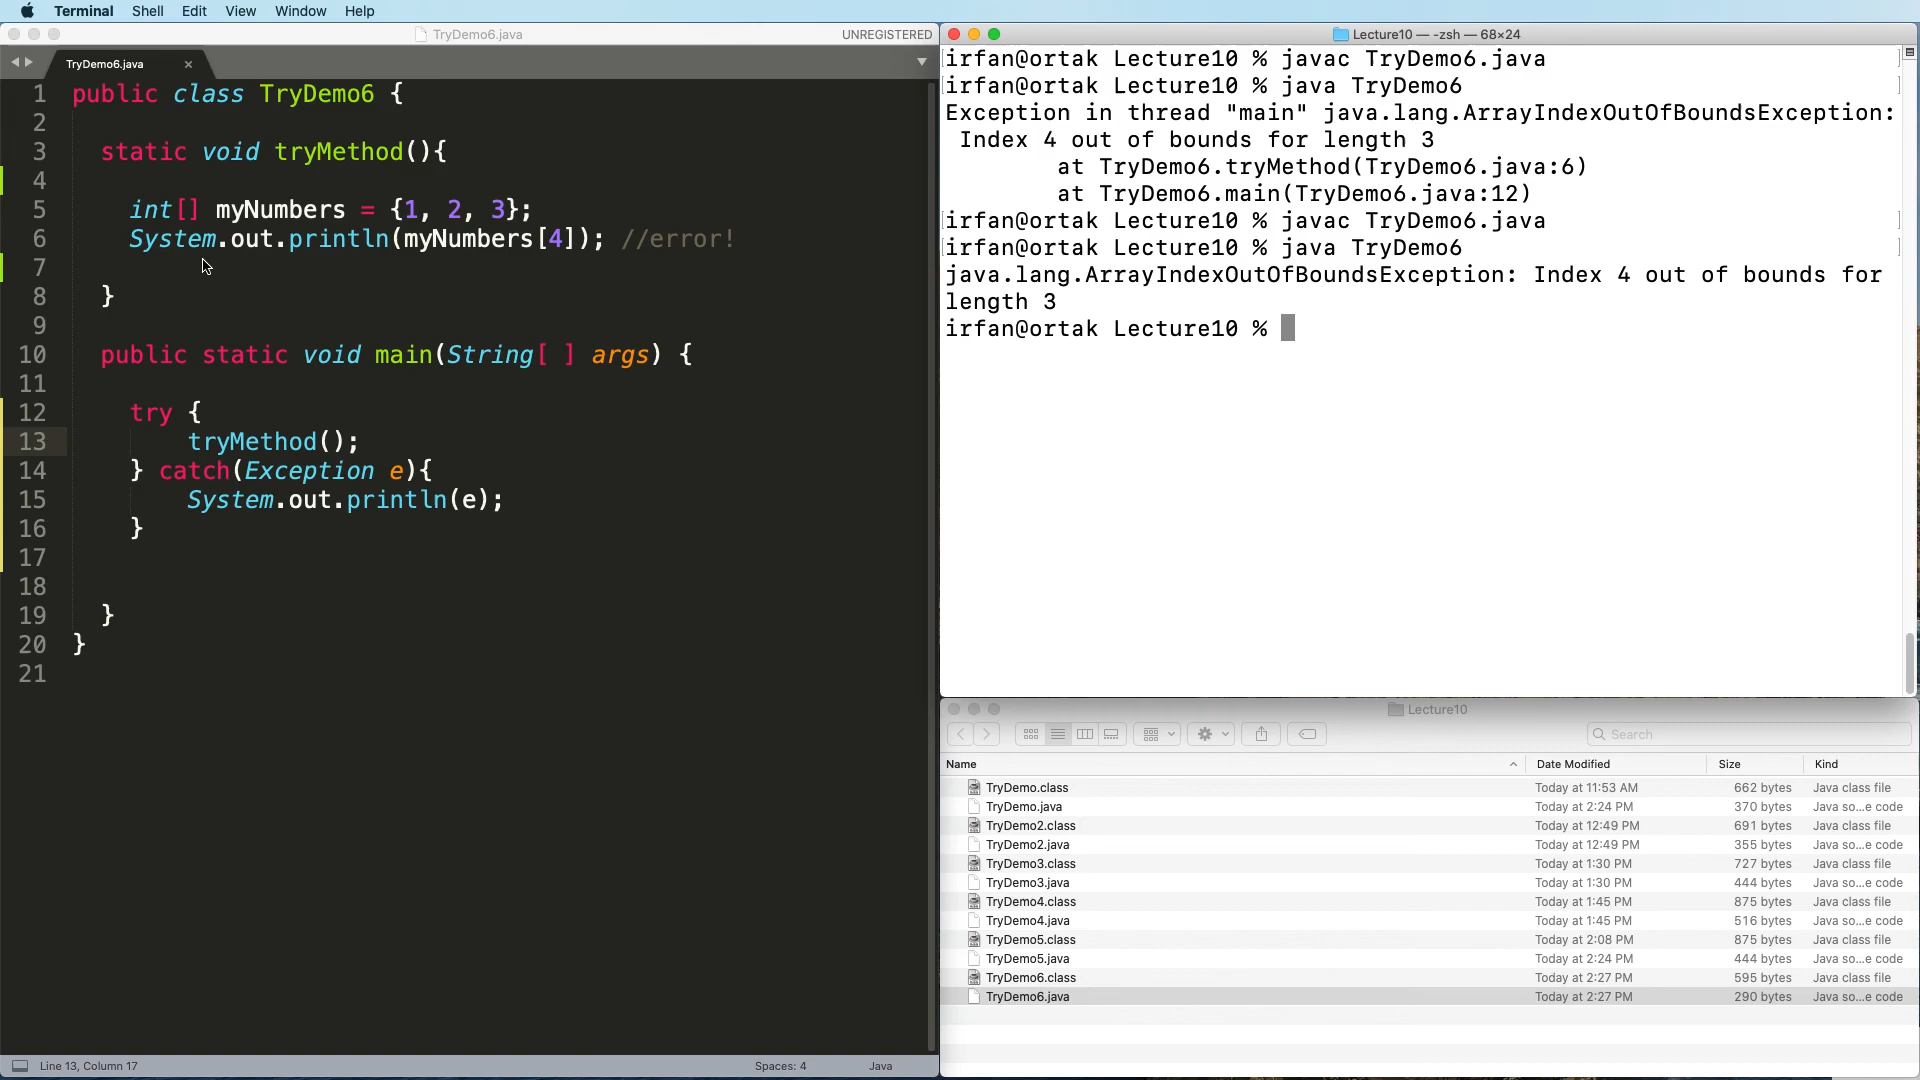 Terminal Shell Edit View Window Help
TryDemo6.java UNREGISTERED
TryDemo6.java ×
1 public class TryDemo6 {
2
3 static void tryMethod(){
4
5 int[] myNumbers = {1, 2, 3};
6 System.out.println(myNumbers[4]); //error!
7
8 }
9
10 public static void main(String[ ] args) {
11
12 try {
13 tryMethod();
14 } catch(Exception e){
15 System.out.println(e);
16 }
17
18
19 }
20 }
21
Line 13, Column 17 Spaces: 4 Java
Lecture10 — -zsh — 68×24
irfan@ortak Lecture10 % javac TryDemo6.java
irfan@ortak Lecture10 % java TryDemo6
Exception in thread "main" java.lang.ArrayIndexOutOfBoundsException:
Index 4 out of bounds for length 3
at TryDemo6.tryMethod(TryDemo6.java:6)
at TryDemo6.main(TryDemo6.java:12)
irfan@ortak Lecture10 % javac TryDemo6.java
irfan@ortak Lecture10 % java TryDemo6
java.lang.ArrayIndexOutOfBoundsException: Index 4 out of bounds for
length 3
irfan@ortak Lecture10 %
Lecture10
Search
Name Date Modified Size Kind
TryDemo.class Today at 11:53 AM 662 bytes Java class file
TryDemo.java Today at 2:24 PM 370 bytes Java so...e code
TryDemo2.class Today at 12:49 PM 691 bytes Java class file
TryDemo2.java Today at 12:49 PM 355 bytes Java so...e code
TryDemo3.class Today at 1:30 PM 727 bytes Java class file
TryDemo3.java Today at 1:30 PM 444 bytes Java so...e code
TryDemo4.class Today at 1:45 PM 875 bytes Java class file
TryDemo4.java Today at 1:45 PM 516 bytes Java so...e code
TryDemo5.class Today at 2:08 PM 875 bytes Java class file
TryDemo5.java Today at 2:24 PM 444 bytes Java so...e code
TryDemo6.class Today at 2:27 PM 595 bytes Java class file
TryDemo6.java Today at 2:27 PM 290 bytes Java so...e code